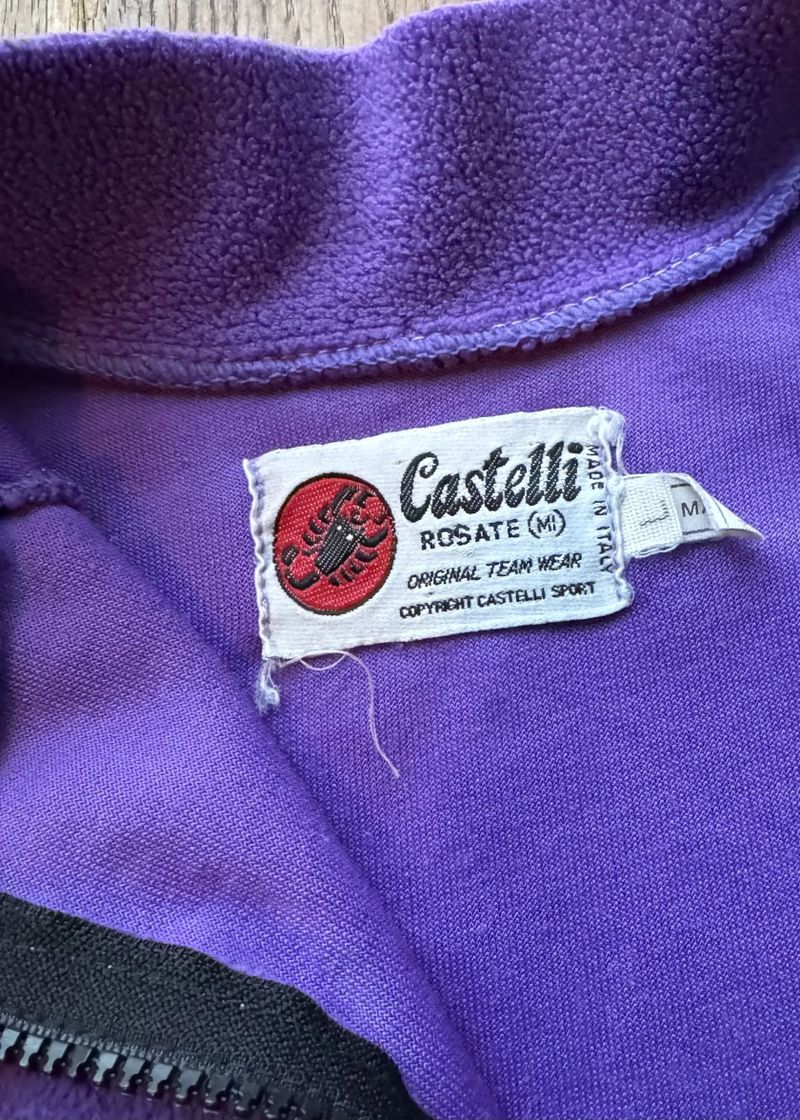 Castelli
ROSATE (MI)
ORIGINAL TEAM WEAR
COPYRIGHT CASTELLI SPORT
MADE IN ITALY